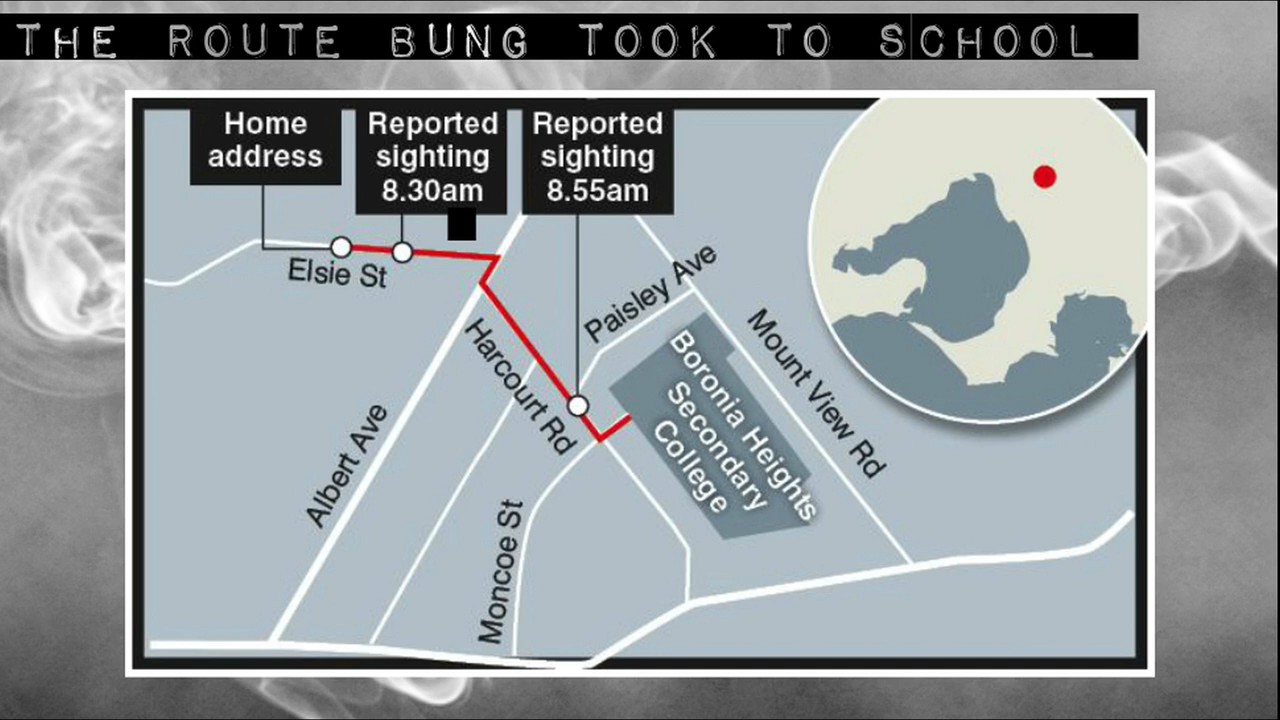 THE ROUTE BUNG TOOK TO SCHOOL
Home
address
Reported
sighting
8.30am
Reported
sighting
8.55am
Elsie St
Paisley Ave
Harcourt Rd
Mount View Rd
Boronia Heights
Secondary
College
Albert Ave
Moncoe St